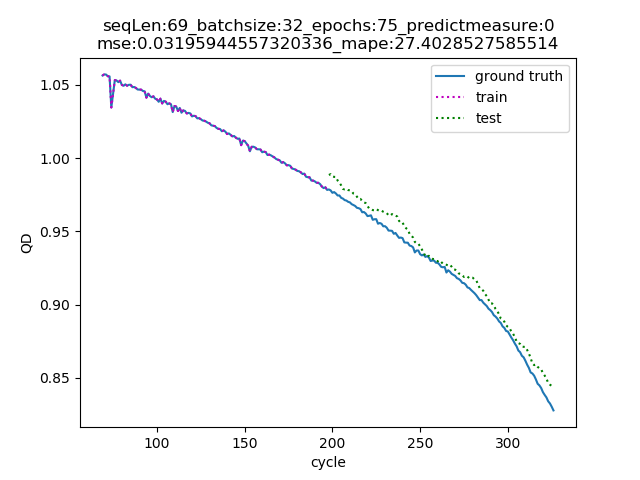 seqLen:69_batchsize:32_epochs:75_predictmeasure:0
mse:0.03195944557320336_mape:27.4028527585514
ground truth
train
test
1.05
1.00
0.95
0.90
0.85
QD
100
150
200
250
300
cycle